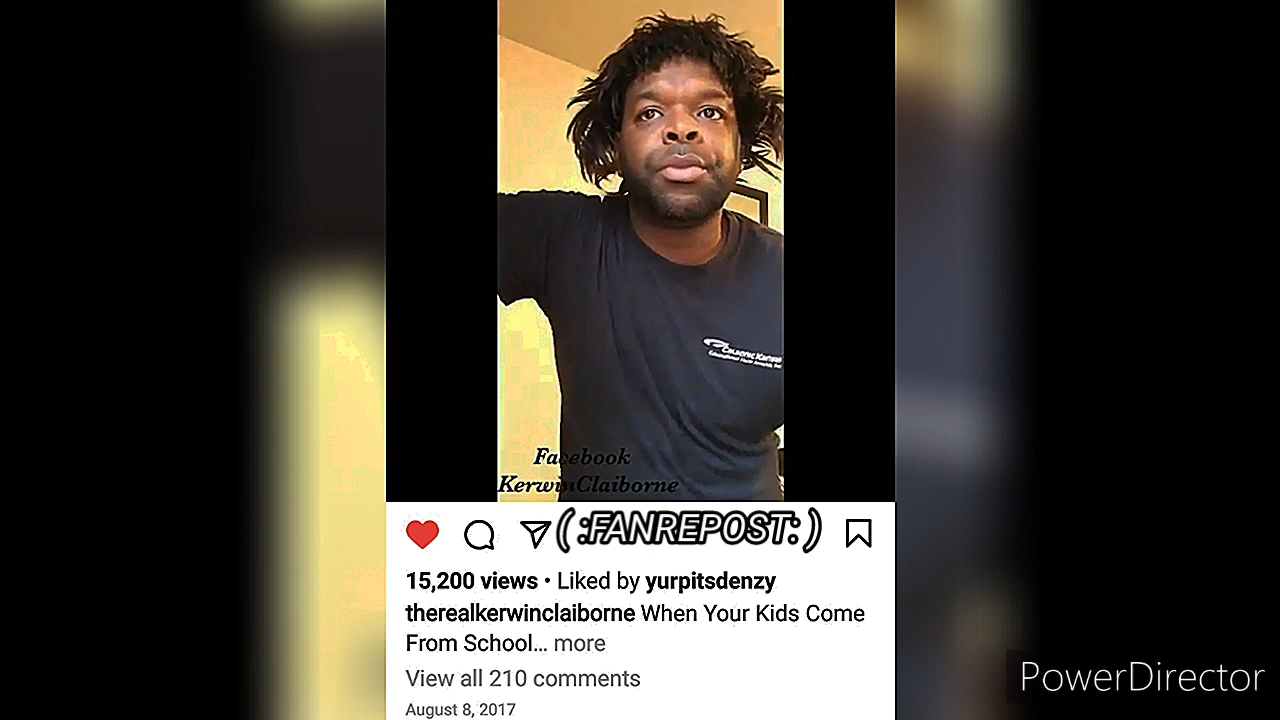 Facebook
KerwinClaiborne
( :FANREPOST: )
15,200 views • Liked by yurpitsdenzy
therealkerwinclaiborne When Your Kids Come
From School... more
View all 210 comments
August 8, 2017
PowerDirector